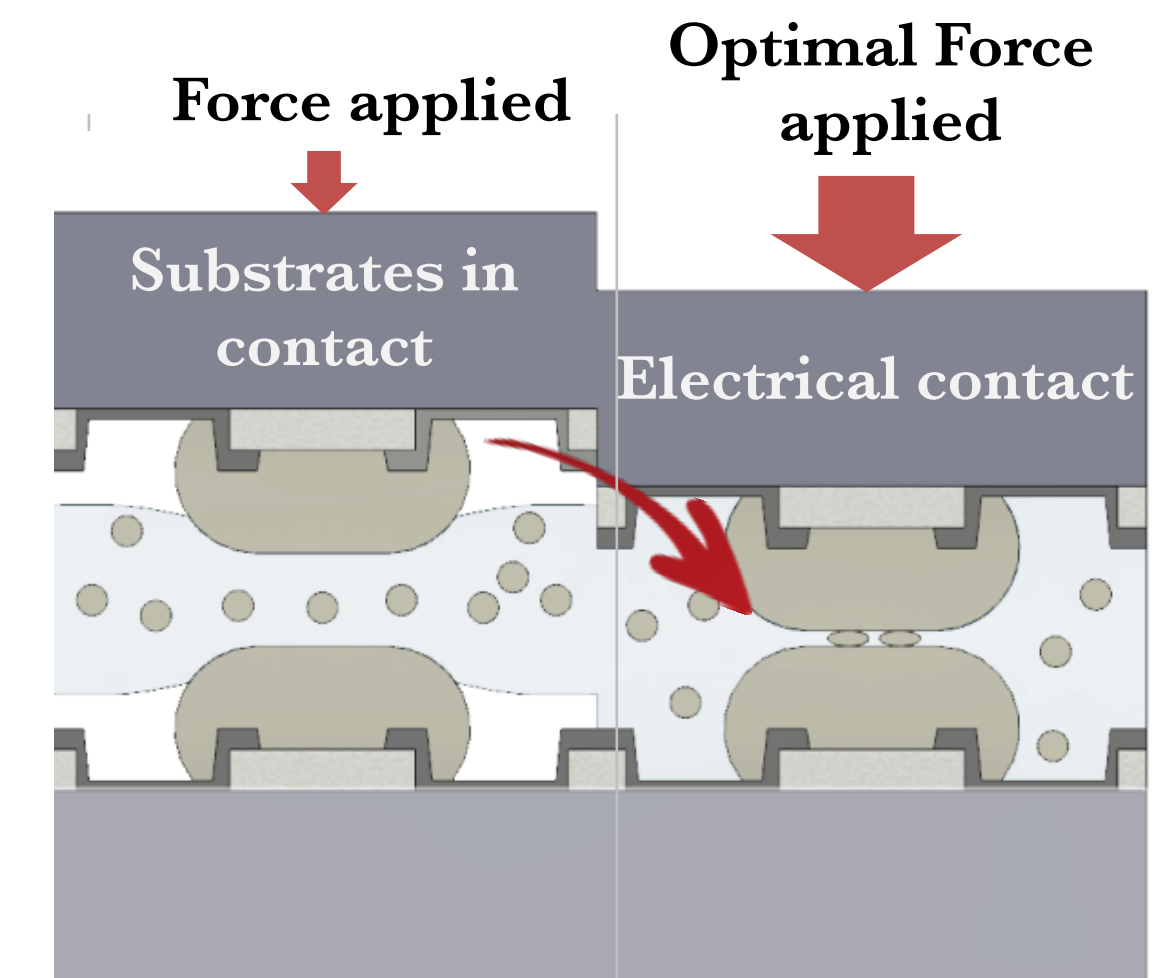 Force applied
Substrates in
contact
Optimal Force
applied
Electrical contact